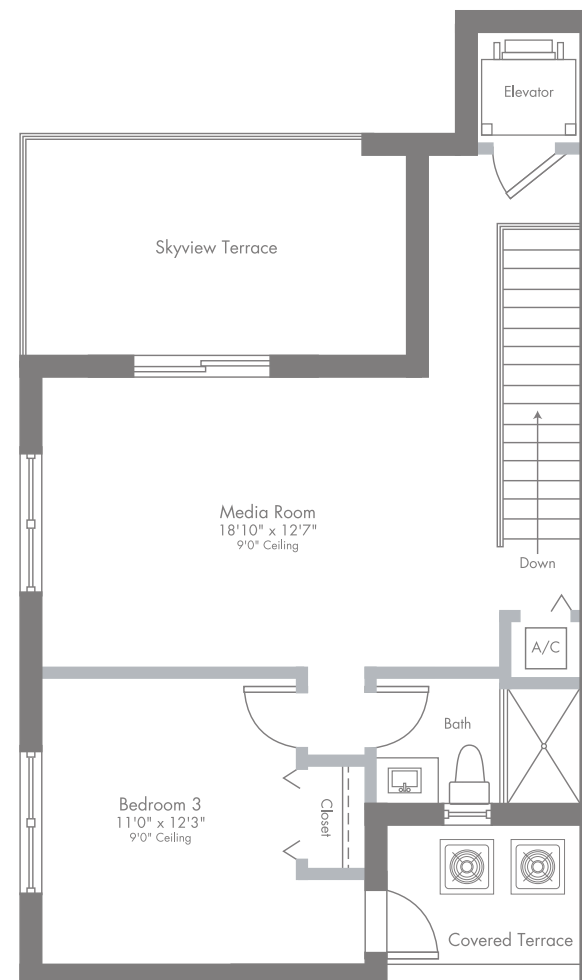 Elevator
Skyview Terrace
Media Room
18'10" x 12'7"
9'0" Ceiling
Down
A/C
Bath
Bedroom 3
11'0" x 12'3"
9'0" Ceiling
Closet
Covered Terrace